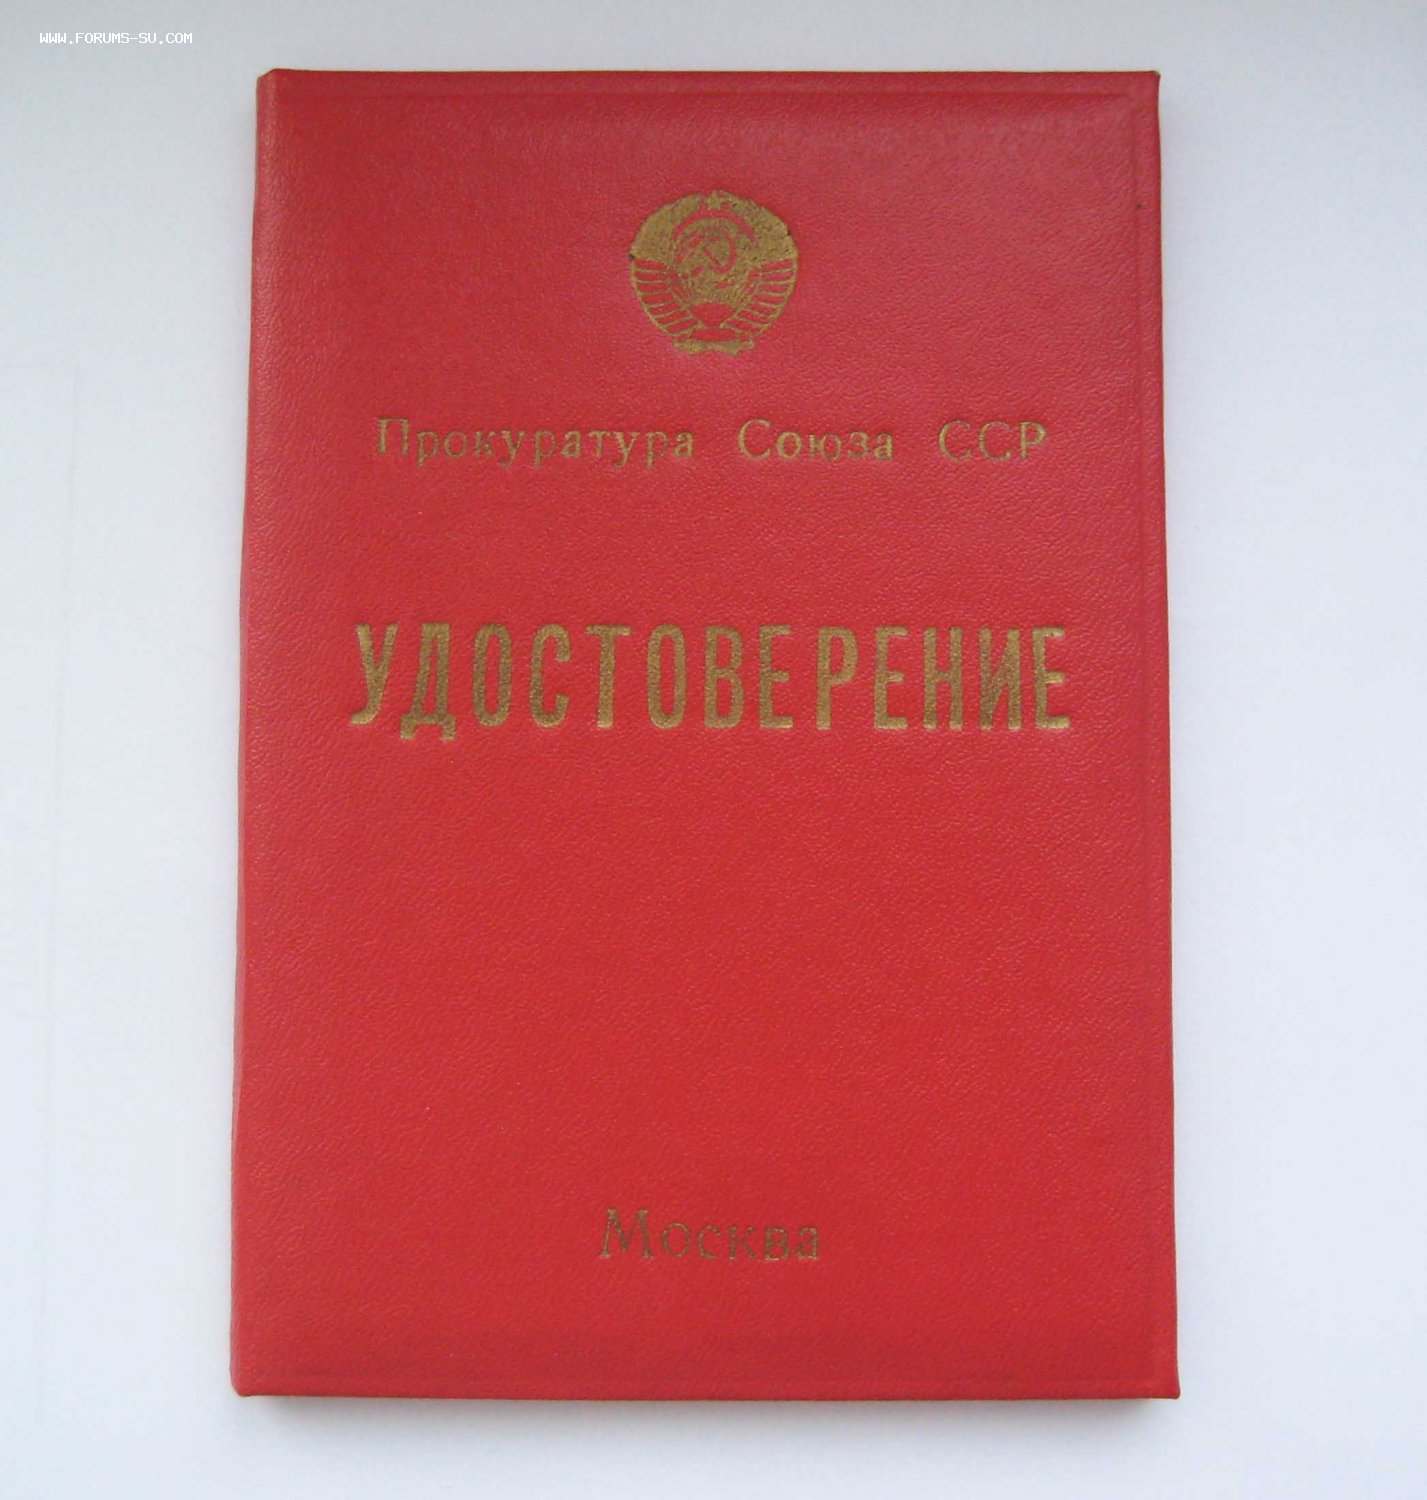 WWW.FORUMS-SU.COM
Прокуратура Союза ССР
УДОСТОВЕРЕНИЕ
Москва